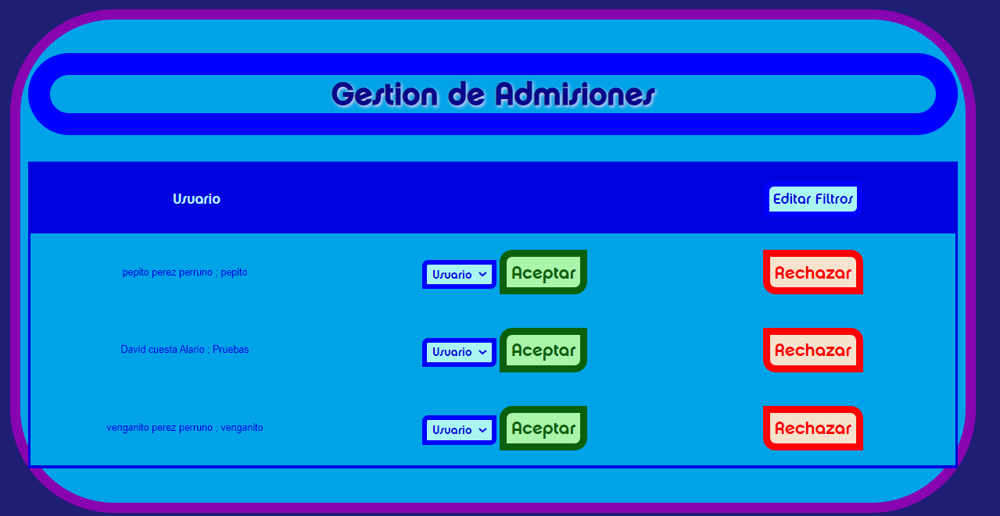 Gestion de Admisiones
Usuario Editar Filtros
pepito perez perruno ; pepito Usuario Aceptar Rechazar
David cuesta Alario ; Pruebas Usuario Aceptar Rechazar
venganito perez perruno ; venganito Usuario Aceptar Rechazar